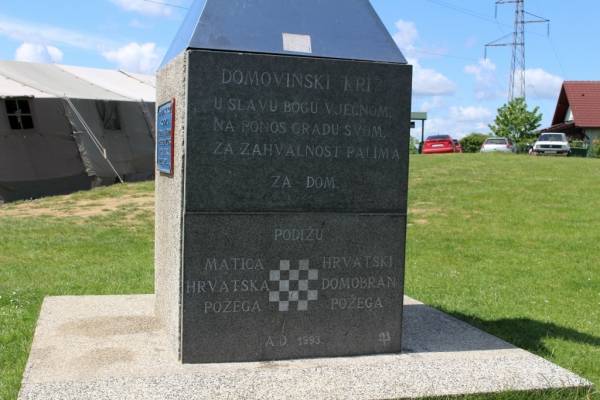 DOMOVINSKI KRIŽ
U SLAVU BOGU VJEČNOM,
NA PONOS GRADU SVOM,
ZA ZAHVALNOST PALIMA
ZA DOM.
PODIŽU
MATICA
HRVATSKA
POŽEGA
HRVATSKI
DOMOBRAN
POŽEGA
A.D. 1993.